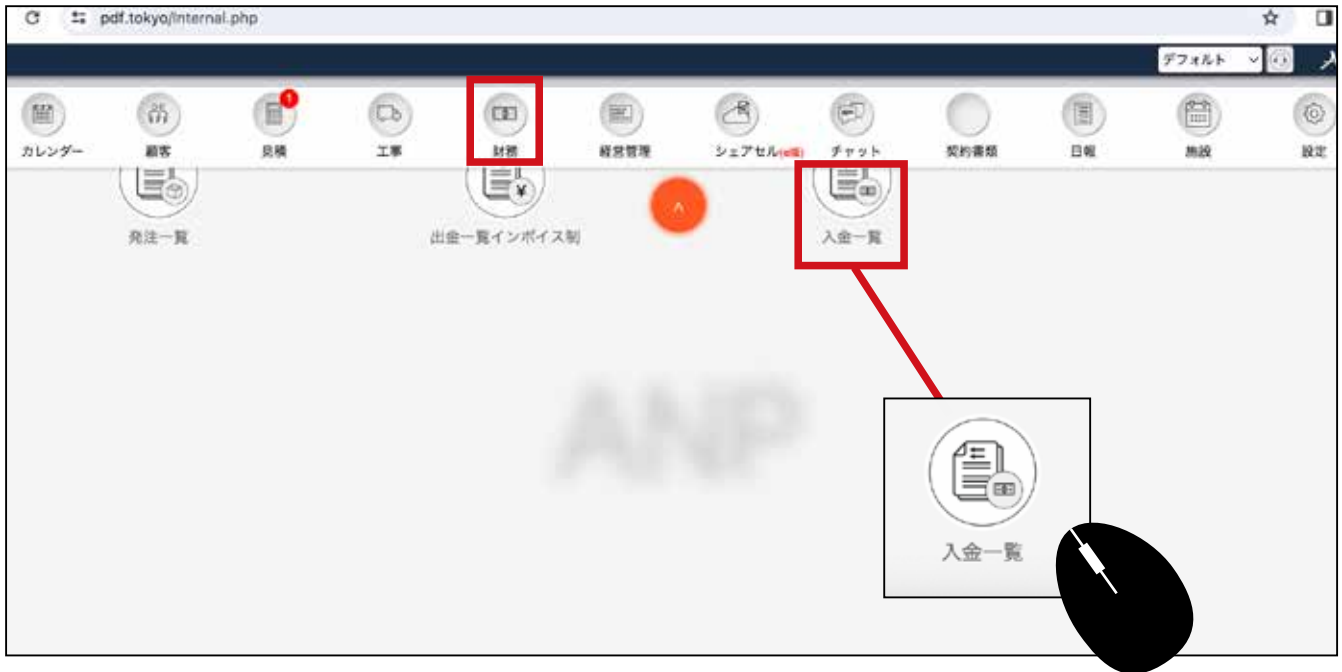 pdf.tokyo/internal.php
デフォルト
1
カレンダー 顧客 見積 工事 財務 経営管理 シェアセル チャット 契約書類 日報 施設 設定
発注一覧 出金一覧インボイス制 入金一覧
ANP
入金一覧